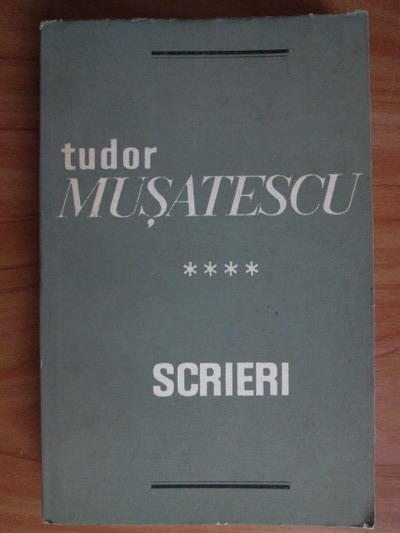 tudor
MUȘATESCU
****
SCRIERI